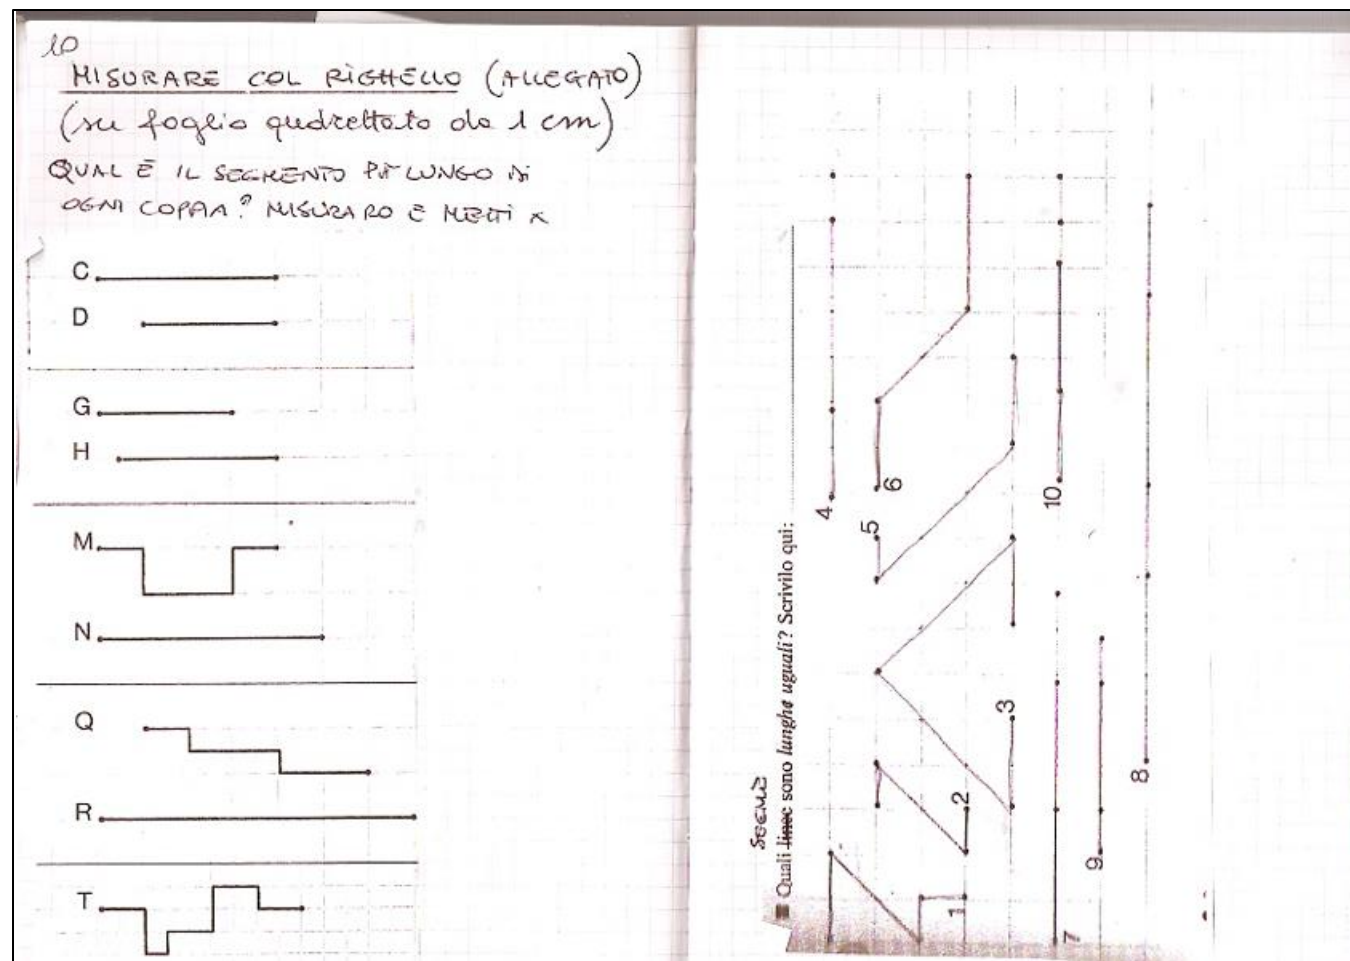 10
MISURARE COL RIGHELLO (ALLEGATO)
(su foglio quadrettato da 1 cm)
QUAL È IL SEGMENTO PIÙ LUNGO DI
OGNI COPPIA? MISURARO E METTI X
C
D
G
H
M
N
Q
R
T
SEGM
■ Quali linee sono lunghe uguali? Scrivilo qui:
4
6
5
10
3
2
1
8
9
7